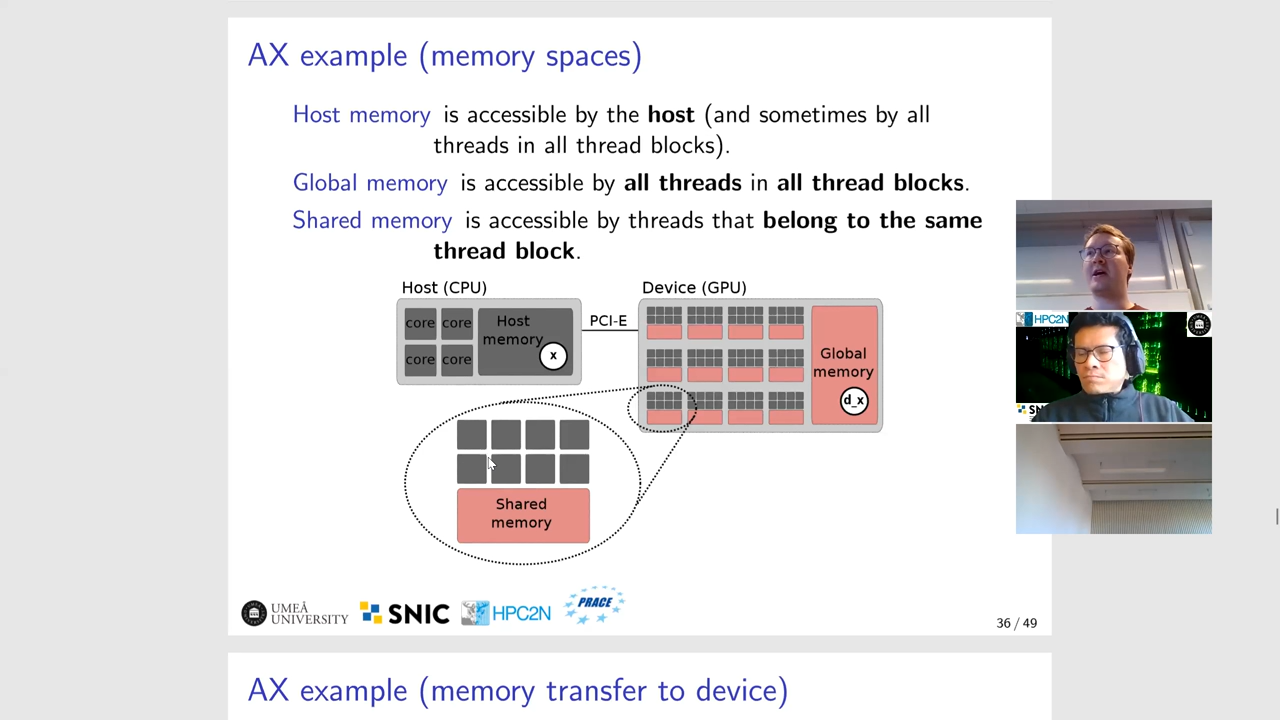 AX example (memory spaces)
Host memory is accessible by the host (and sometimes by all
threads in all thread blocks).
Global memory is accessible by all threads in all thread blocks.
Shared memory is accessible by threads that belong to the same
thread block.
Host (CPU)
Device (GPU)
core core
core core
Host
memory
x
PCI-E
Global
memory
d_x
Shared
memory
UMEÅ
UNIVERSITY
SNIC
HPC2N
PRACE
36 / 49
HPC2N
SNIC
AX example (memory transfer to device)